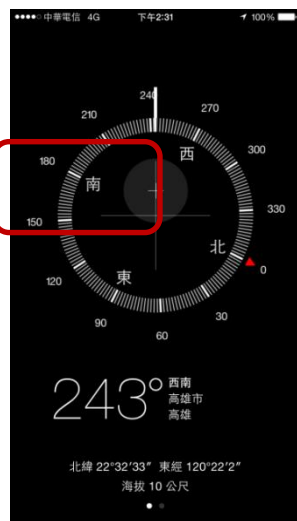 中華電信 4G 下午2:31 100%
240
210 270
西
180 300
南
150 330
北
東 0
120
90 30
60
243° 西南
高雄市
高雄
北緯 22°32'33" 東經 120°22'2"
海拔 10 公尺